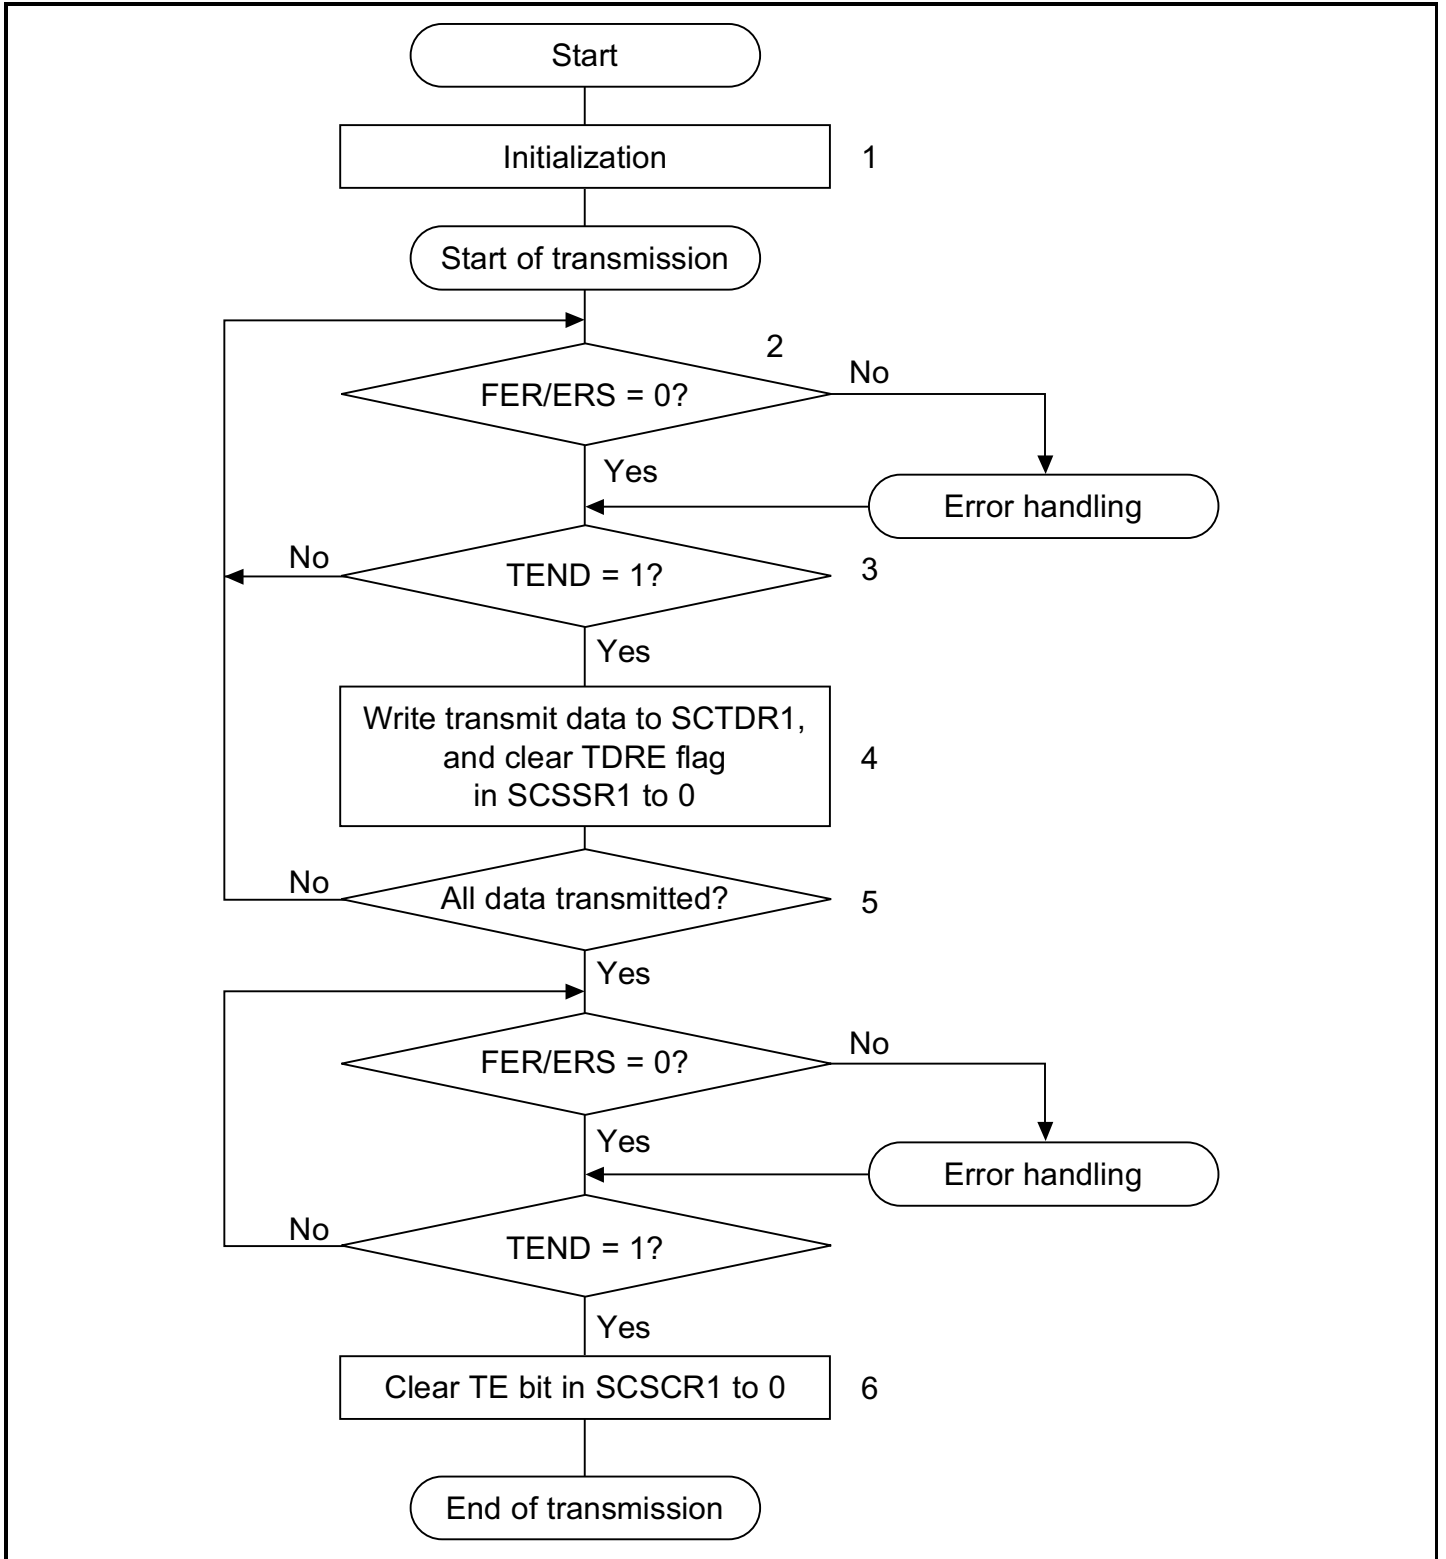 Start
Initialization
1
Start of transmission
2
FER/ERS = 0?
No
Yes
Error handling
No
TEND = 1?
3
Yes
Write transmit data to SCTDR1,
and clear TDRE flag
in SCSSR1 to 0
4
No
All data transmitted?
5
Yes
FER/ERS = 0?
No
Yes
Error handling
No
TEND = 1?
Yes
Clear TE bit in SCSCR1 to 0
6
End of transmission